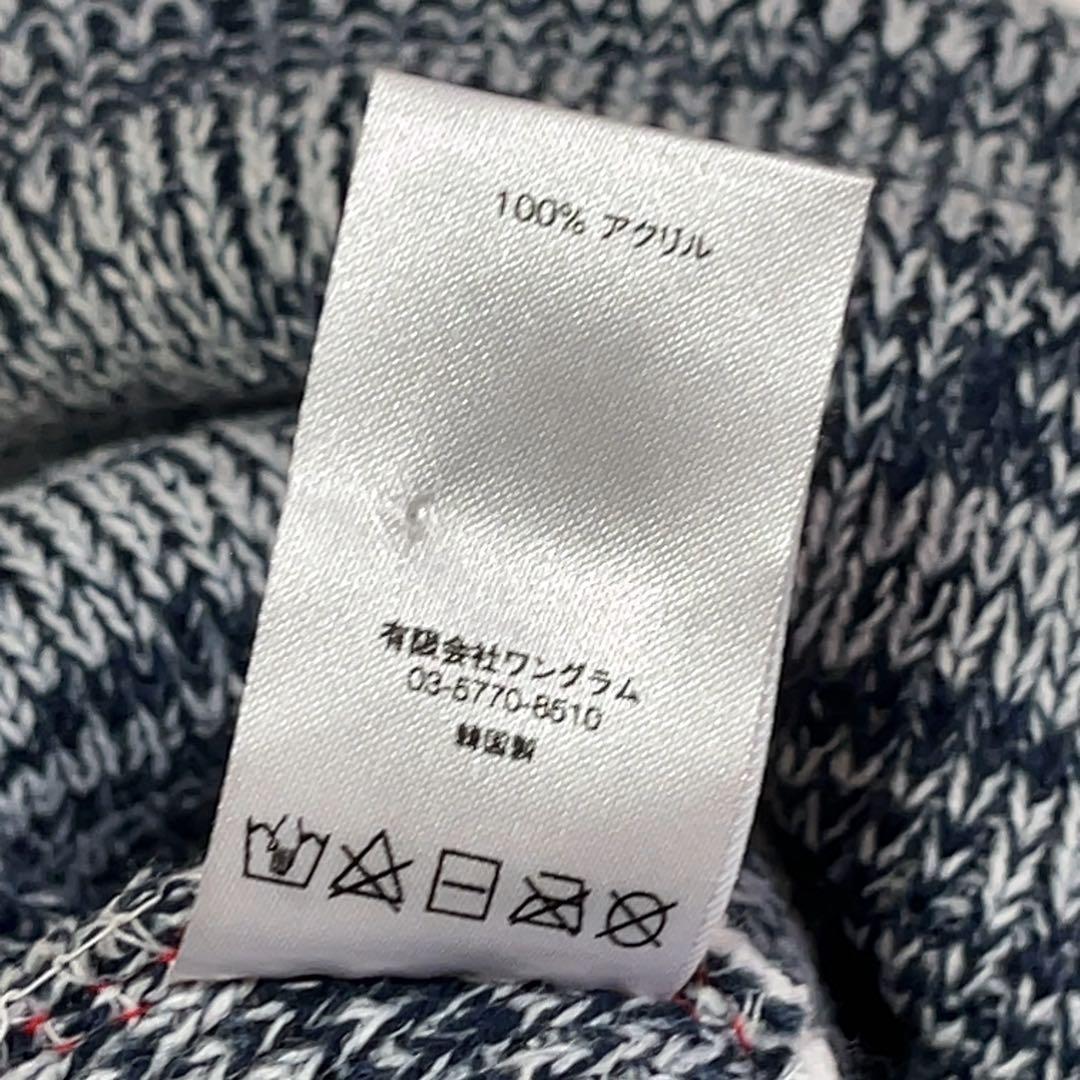 100% アクリル
有限会社ワングラム
03-5770-8510
韓国製